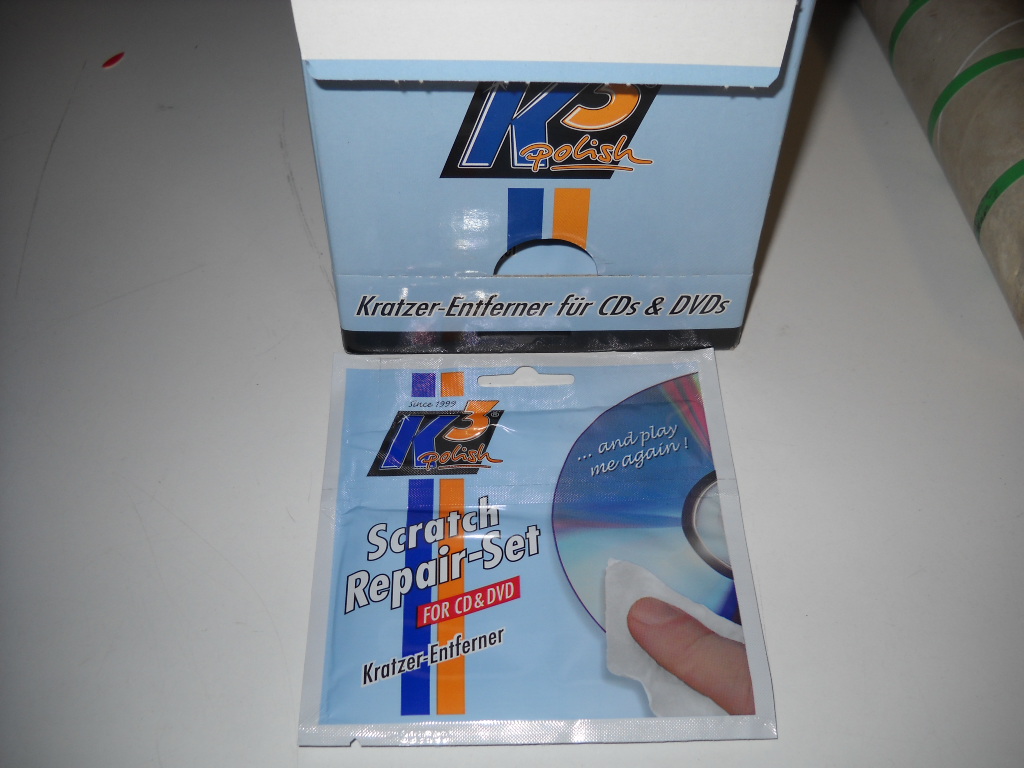 K3
polish
Kratzer-Entferner für CDs & DVDs
since 1999
K3®
polish
... and play
me again !
Scratch
Repair-Set
FOR CD & DVD
Kratzer-Entferner